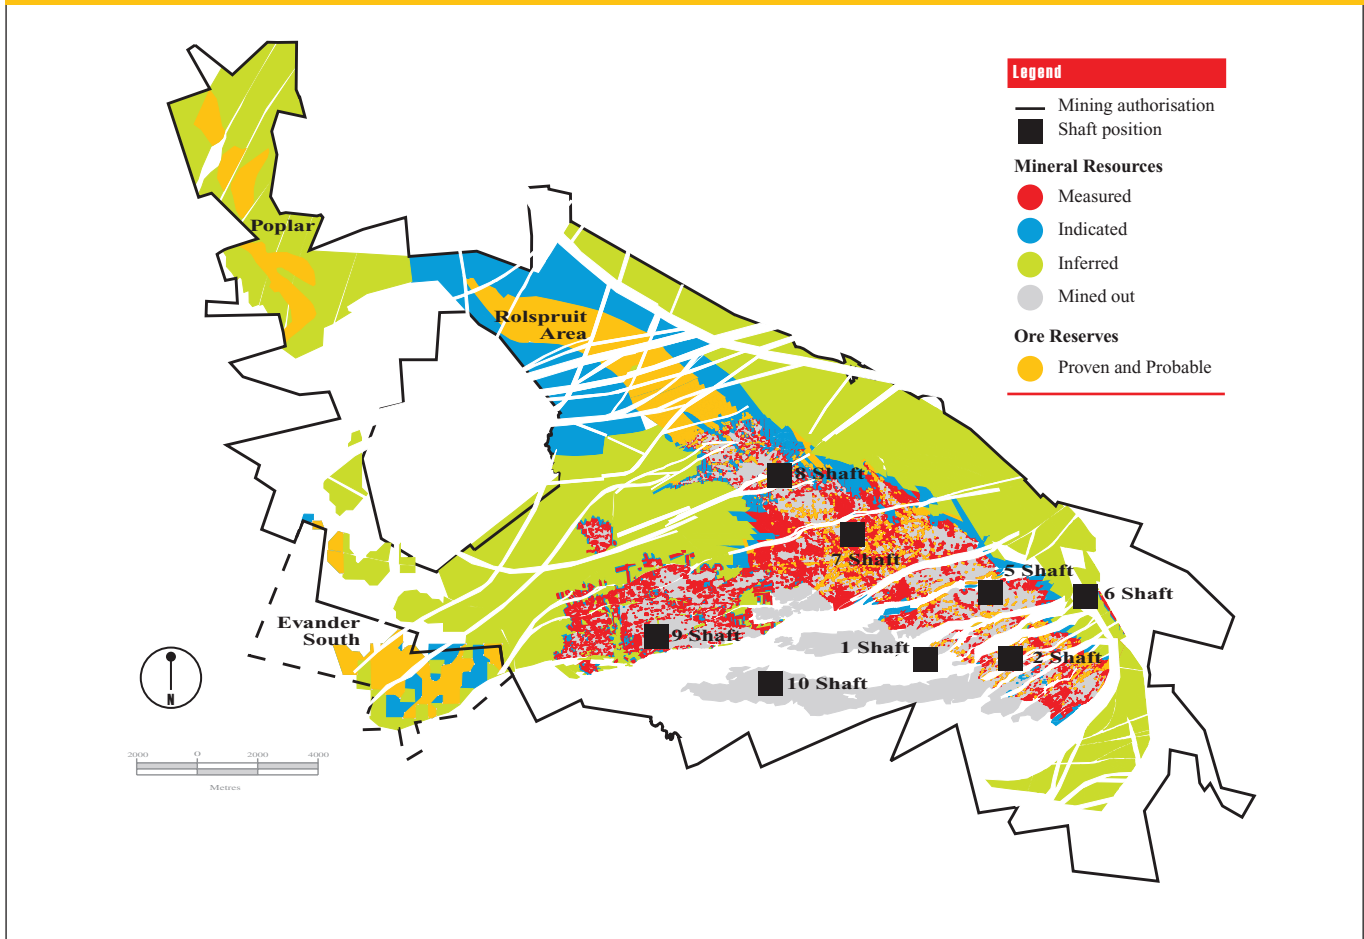 Legend
Mining authorisation
Shaft position
Mineral Resources
Measured
Indicated
Inferred
Mined out
Ore Reserves
Proven and Probable
Poplar
Rolspruit
Area
8 Shaft
7 Shaft
5 Shaft
6 Shaft
Evander
South
9 Shaft
1 Shaft
2 Shaft
10 Shaft
N
2000 0 2000 4000
Metres